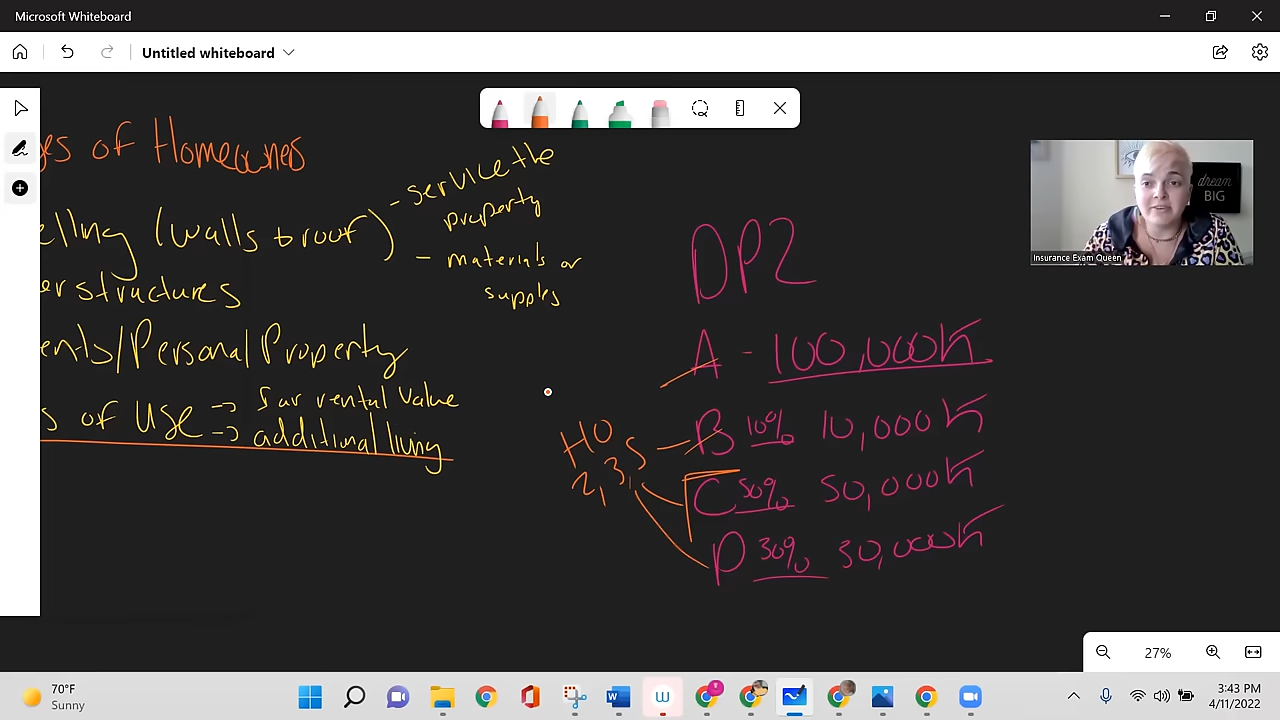 Microsoft Whiteboard
Untitled whiteboard
ges of Homeowners
elling (walls & roof)
- service the
property
- materials or
supples
er structures
ents/Personal Property
s of Use → fair rental value
→ additional living
DP2
A - 100,000K
B 10% 10,000K
C 50% 50,000K
D 30% 30,000K
HO
2,3,5
dream
BIG
Insurance Exam Queen
27%
70°F
Sunny
3:43 PM
4/11/2022